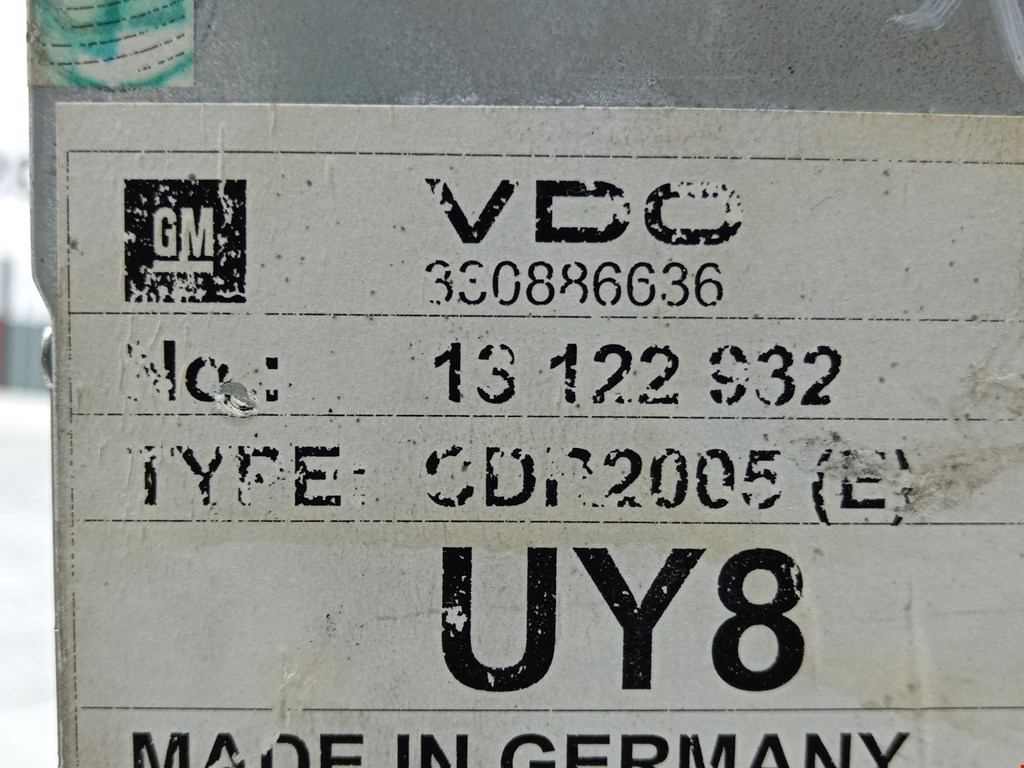 GM
VDO
330886636
No.: 13 122 932
TYPE: CDR2005 (E)
UY8
MADE IN GERMANY